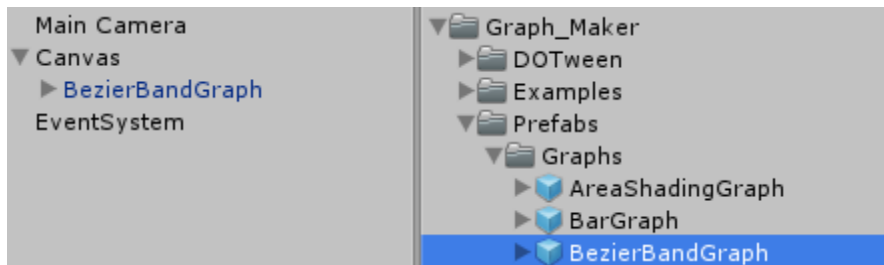 Main Camera
Canvas
BezierBandGraph
EventSystem
Graph_Maker
DOTween
Examples
Prefabs
Graphs
AreaShadingGraph
BarGraph
BezierBandGraph